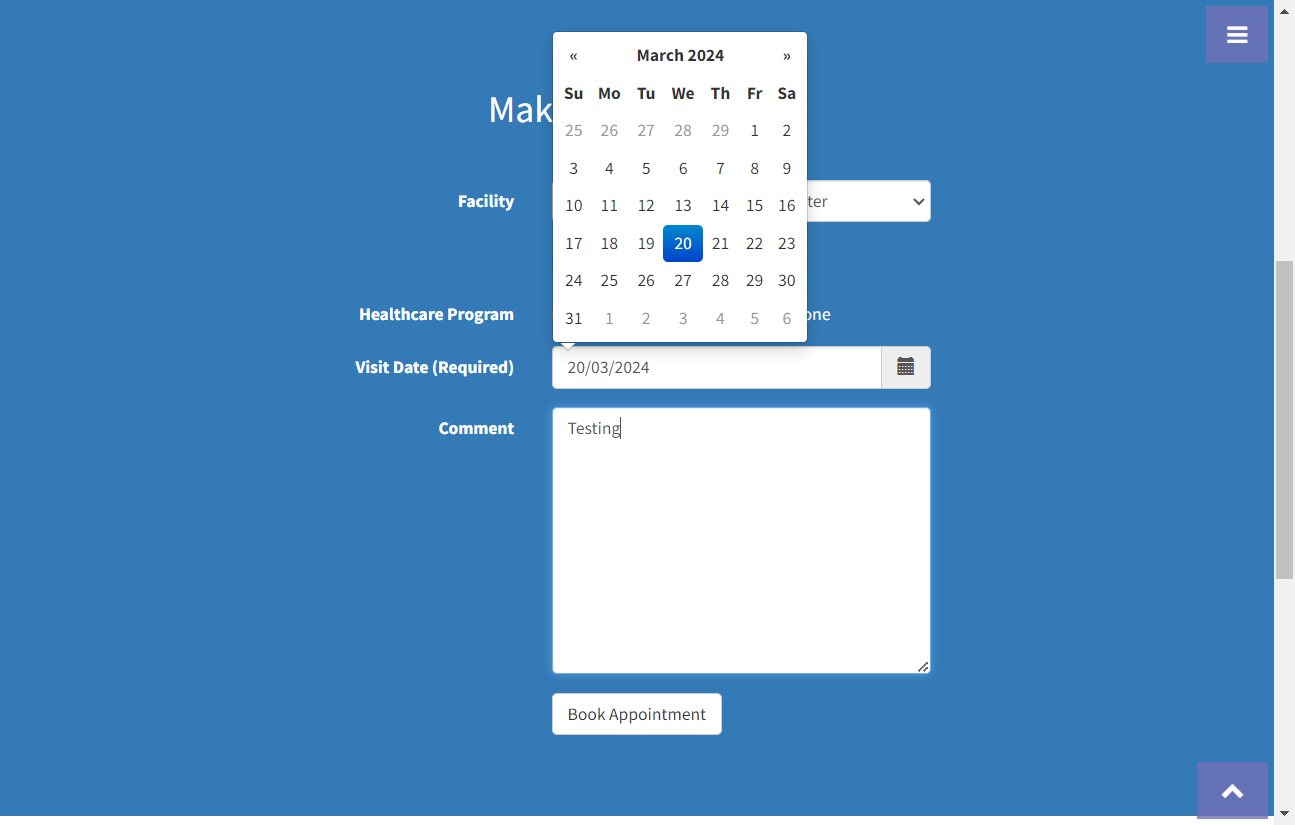 « March 2024 »
Su Mo Tu We Th Fr Sa
25 26 27 28 29 1 2
3 4 5 6 7 8 9
10 11 12 13 14 15 16
17 18 19 20 21 22 23
24 25 26 27 28 29 30
31 1 2 3 4 5 6
Mak
Facility ter
Healthcare Program one
Visit Date (Required) 20/03/2024
Comment Testing
Book Appointment